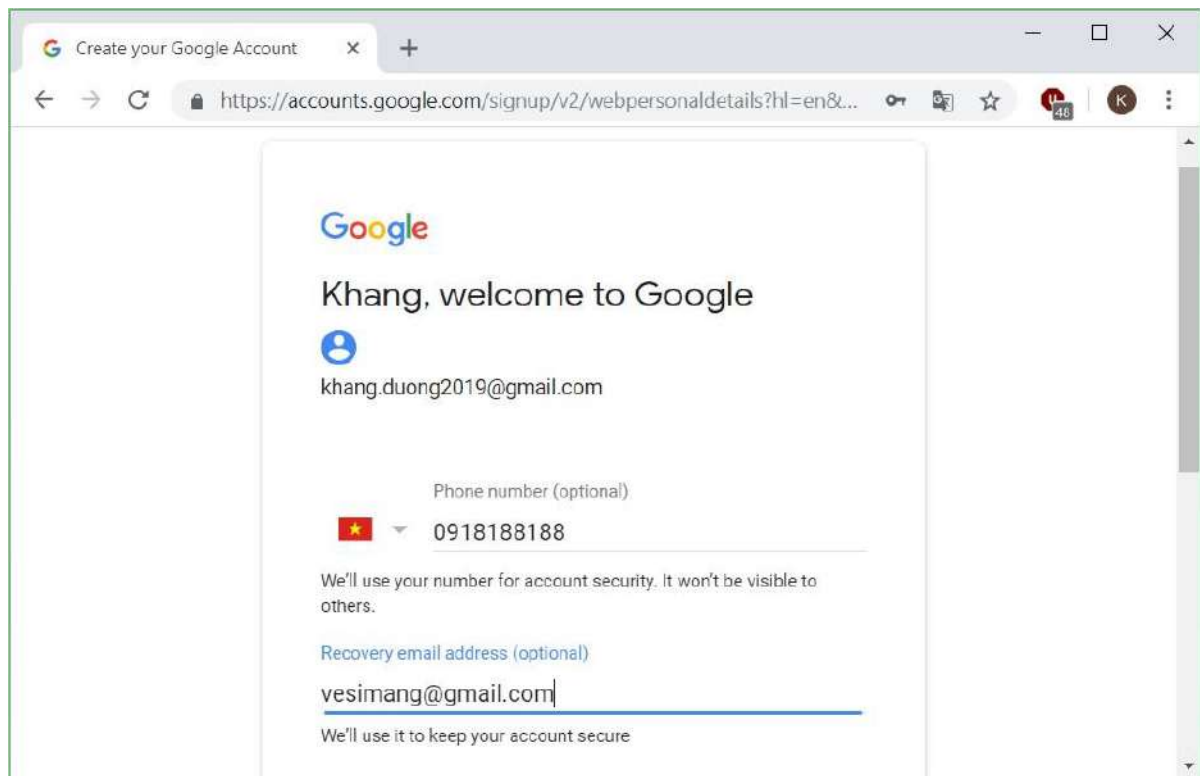 Create your Google Account
https://accounts.google.com/signup/v2/webpersonaldetails?hl=en&...
48
K
Google
Khang, welcome to Google
khang.duong2019@gmail.com
Phone number (optional)
0918188188
We'll use your number for account security. It won't be visible to
others.
Recovery email address (optional)
vesimang@gmail.com
We'll use it to keep your account secure